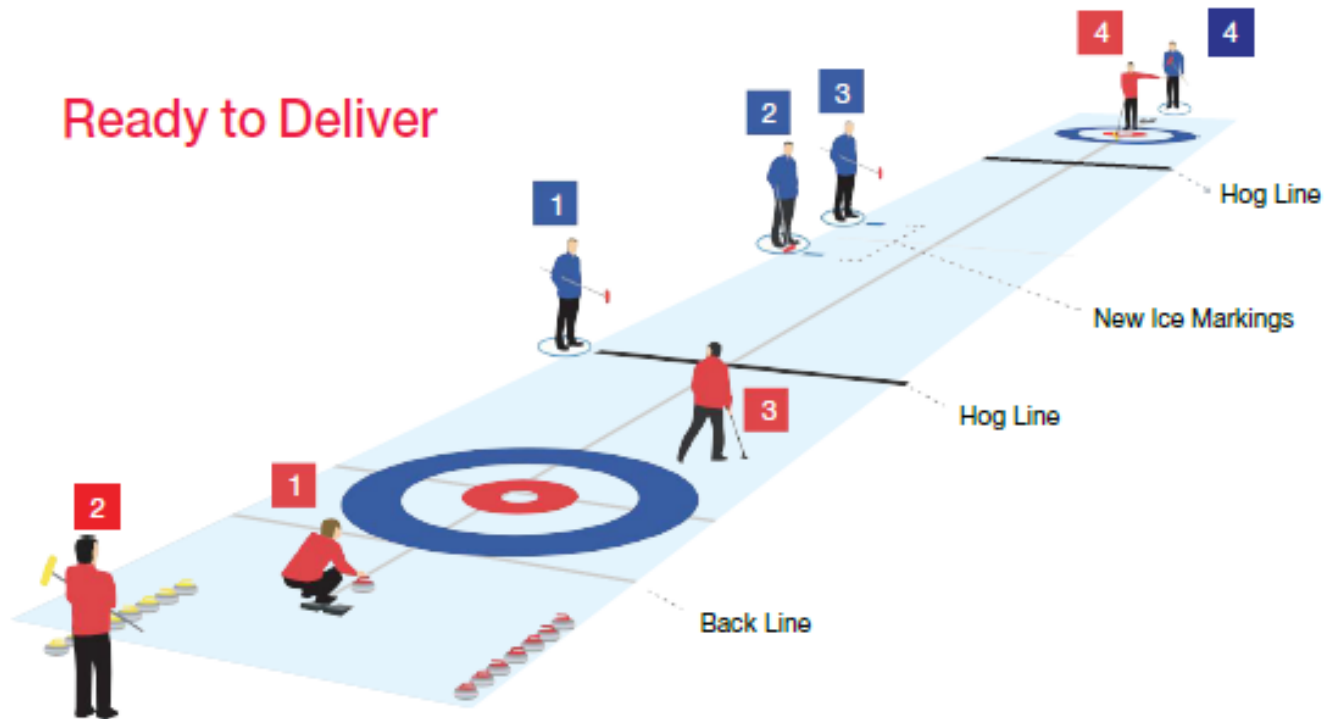 4 4
Ready to Deliver
2 3
1
Hog Line
New Ice Markings
Hog Line
3
1
2
Back Line